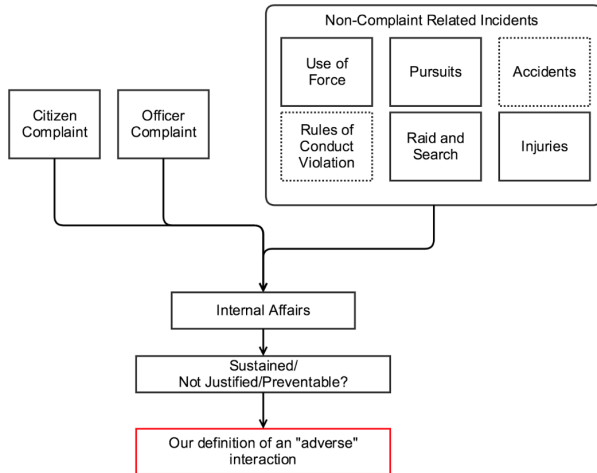 Non-Complaint Related Incidents
Use of
Force
Pursuits
Accidents
Citizen
Complaint
Officer
Complaint
Rules of
Conduct
Violation
Raid and
Search
Injuries
Internal Affairs
Sustained/
Not Justified/Preventable?
Our definition of an "adverse"
interaction